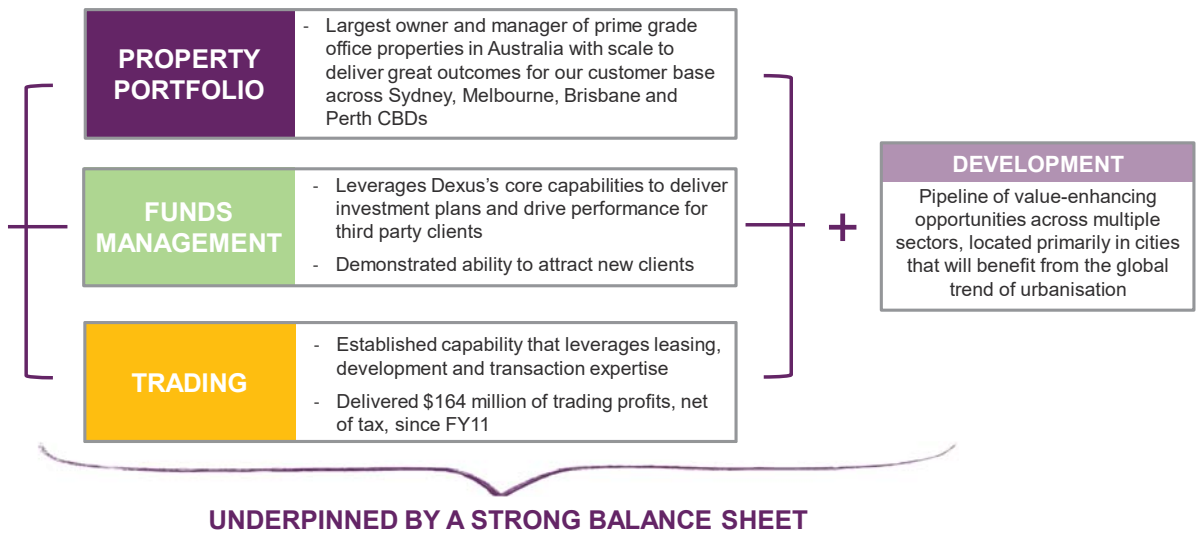 PROPERTY
PORTFOLIO
- Largest owner and manager of prime grade
office properties in Australia with scale to
deliver great outcomes for our customer base
across Sydney, Melbourne, Brisbane and
Perth CBDs
FUNDS
MANAGEMENT
- Leverages Dexus's core capabilities to deliver
investment plans and drive performance for
third party clients
- Demonstrated ability to attract new clients
TRADING
- Established capability that leverages leasing,
development and transaction expertise
- Delivered $164 million of trading profits, net
of tax, since FY11
+
DEVELOPMENT
Pipeline of value-enhancing
opportunities across multiple
sectors, located primarily in cities
that will benefit from the global
trend of urbanisation
UNDERPINNED BY A STRONG BALANCE SHEET